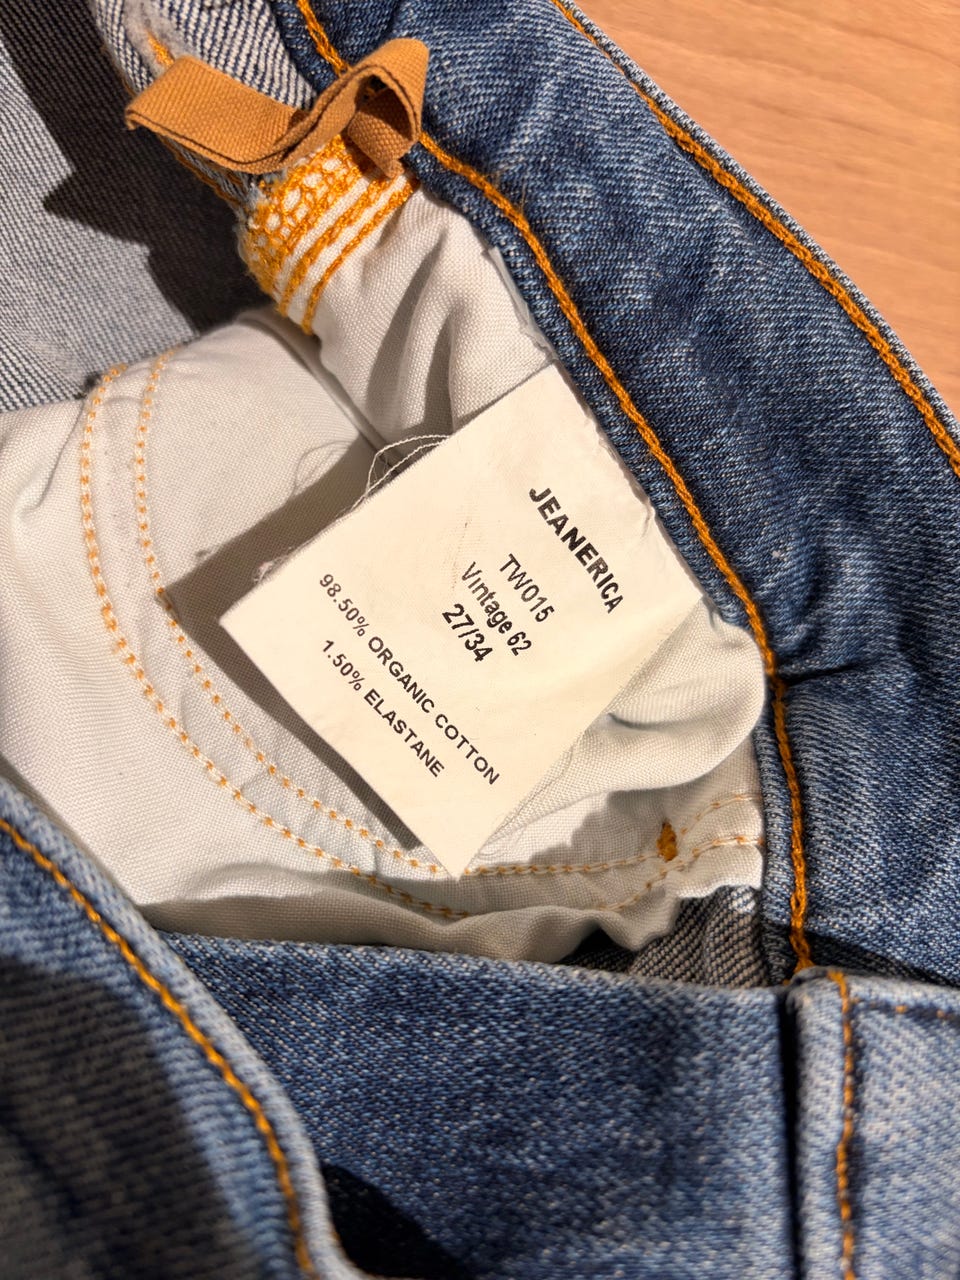 JEANERICA
TW015
Vintage 62
27/34
98.50% ORGANIC COTTON
1.50% ELASTANE